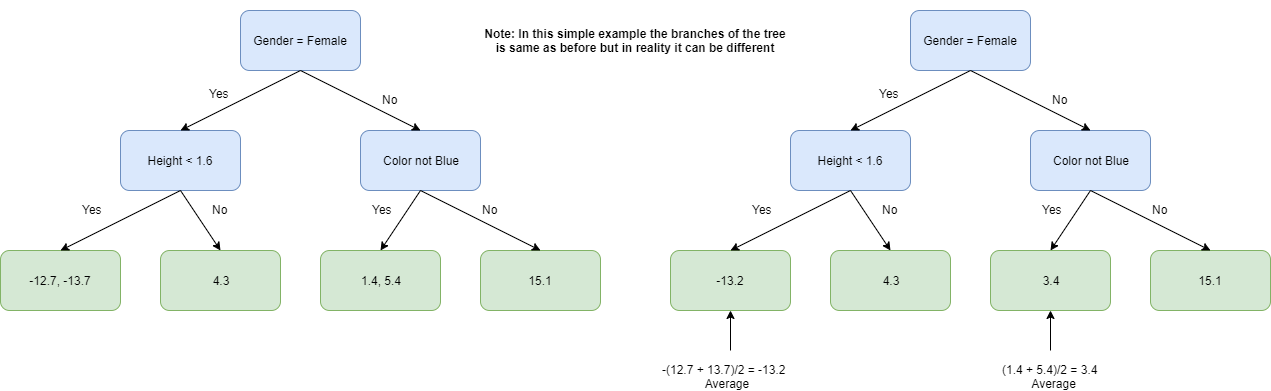 Gender = Female
Note: In this simple example the branches of the tree
is same as before but in reality it can be different
Gender = Female
Yes
No
Yes
No
Height < 1.6
Color not Blue
Height < 1.6
Color not Blue
Yes
No
Yes
No
Yes
No
Yes
No
-12.7, -13.7
4.3
1.4, 5.4
15.1
-13.2
4.3
3.4
15.1
-(12.7 + 13.7)/2 = -13.2
Average
(1.4 + 5.4)/2 = 3.4
Average